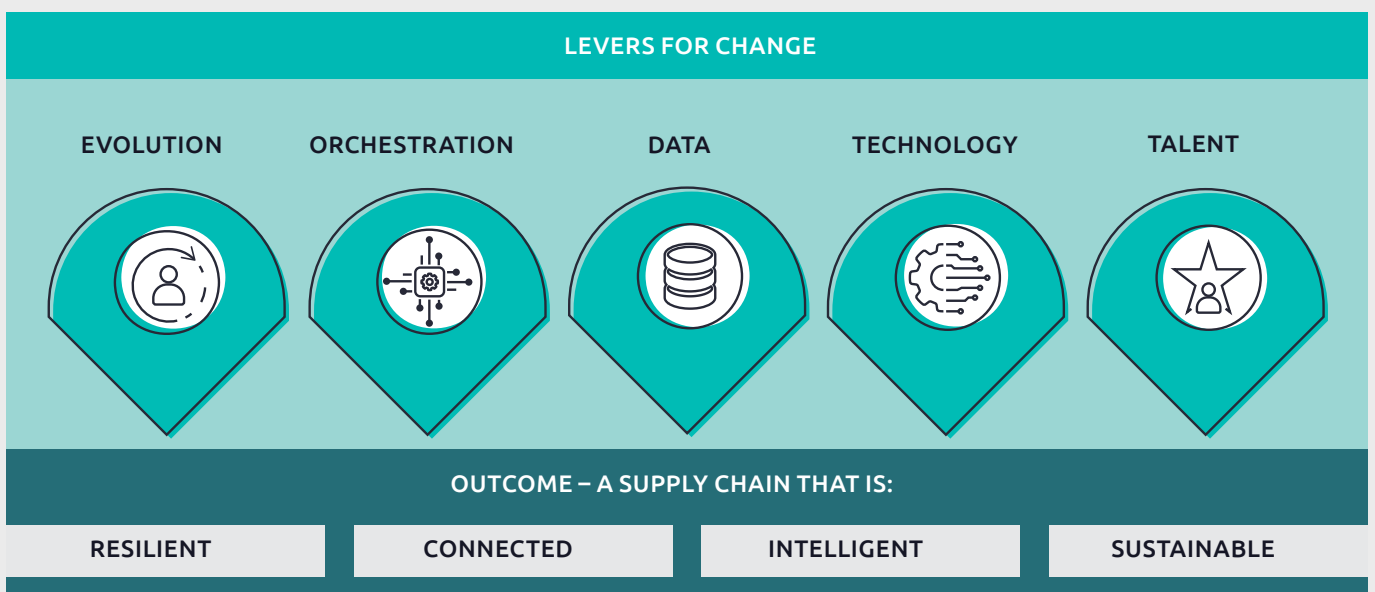 LEVERS FOR CHANGE
EVOLUTION
ORCHESTRATION
DATA
TECHNOLOGY
TALENT
OUTCOME – A SUPPLY CHAIN THAT IS:
RESILIENT
CONNECTED
INTELLIGENT
SUSTAINABLE